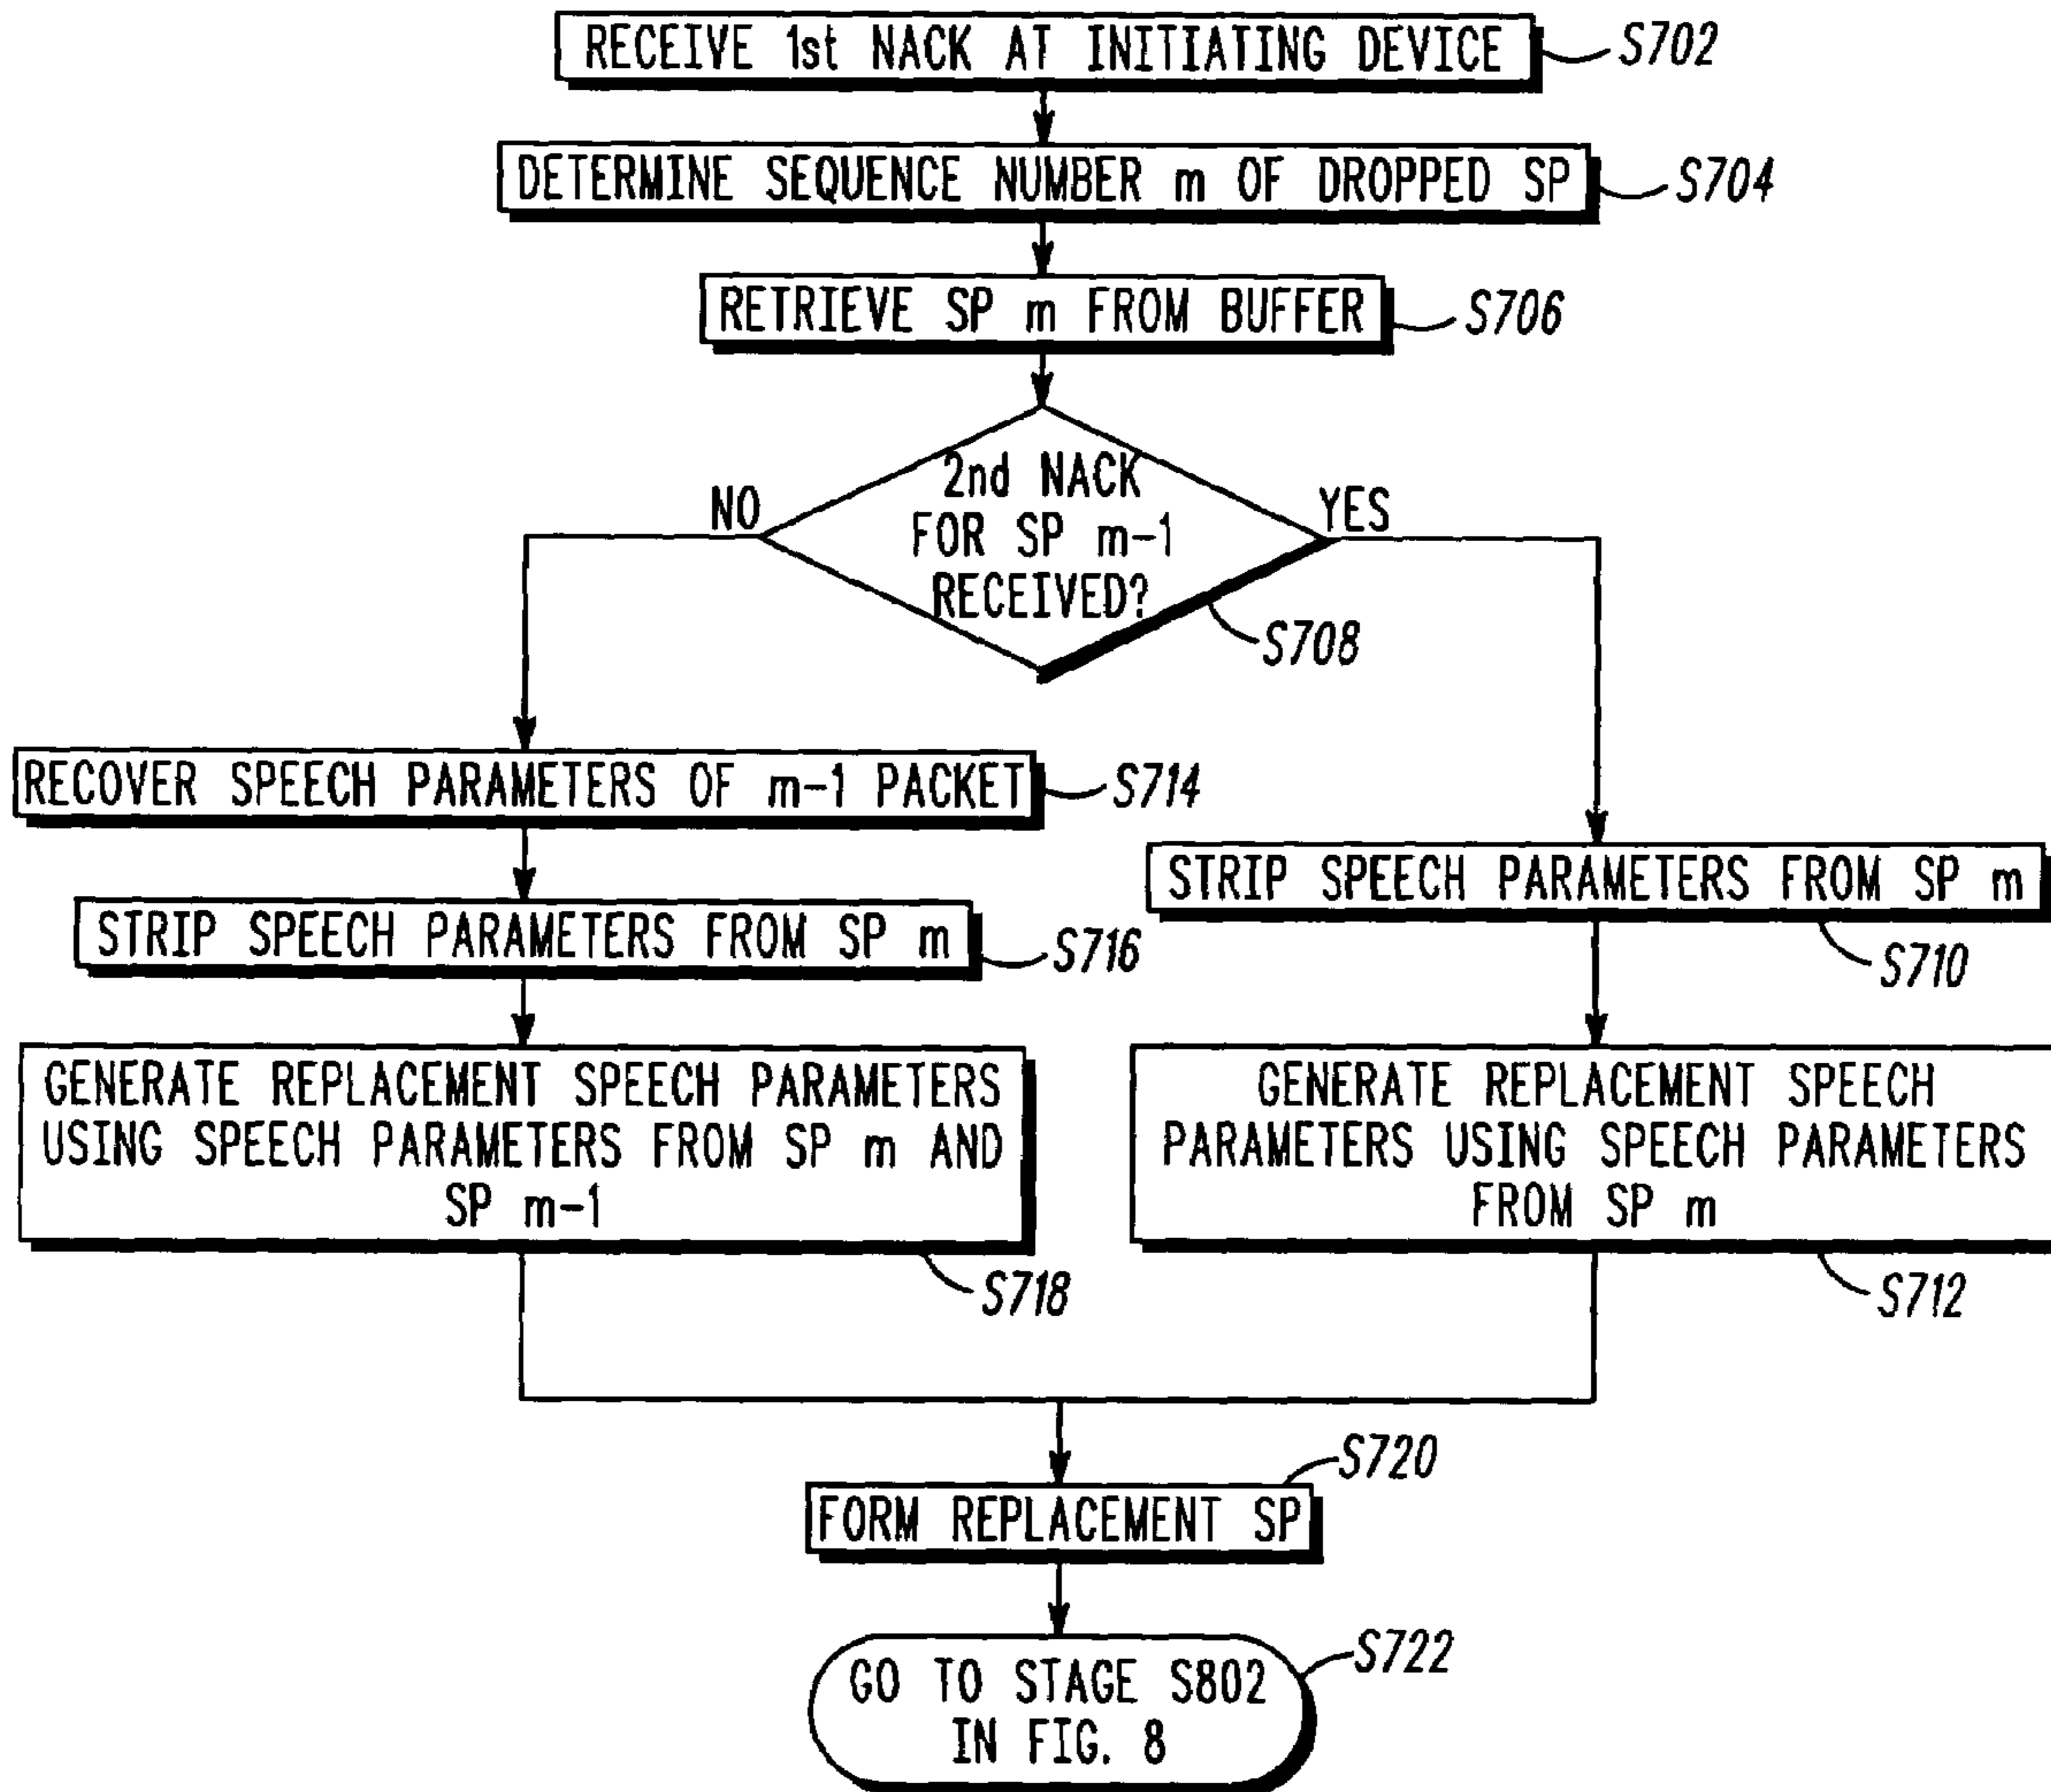 RECEIVE 1st NACK AT INITIATING DEVICE
S702
DETERMINE SEQUENCE NUMBER m OF DROPPED SP
S704
RETRIEVE SP m FROM BUFFER
S706
2nd NACK
FOR SP m-1
RECEIVED?
NO
YES
S708
RECOVER SPEECH PARAMETERS OF m-1 PACKET
S714
STRIP SPEECH PARAMETERS FROM SP m
S716
GENERATE REPLACEMENT SPEECH PARAMETERS
USING SPEECH PARAMETERS FROM SP m AND
SP m-1
S718
STRIP SPEECH PARAMETERS FROM SP m
S710
GENERATE REPLACEMENT SPEECH
PARAMETERS USING SPEECH PARAMETERS
FROM SP m
S712
FORM REPLACEMENT SP
S720
GO TO STAGE S802
IN FIG. 8
S722